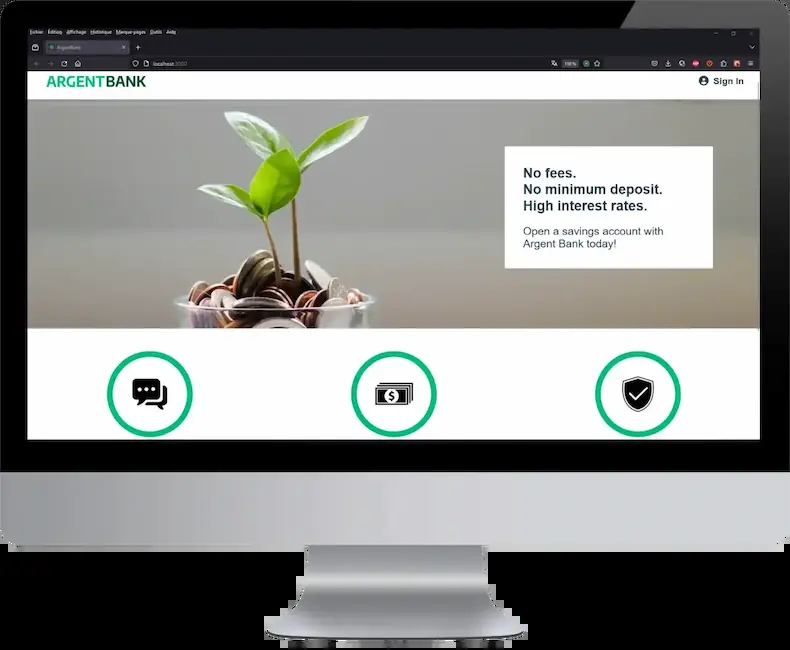 Fichier Édition Affichage Historique Marque-pages Outils Aide
ArgentBank
localhost:3000
ARGENTBANK
Sign In
No fees.
No minimum deposit.
High interest rates.
Open a savings account with
Argent Bank today!
$